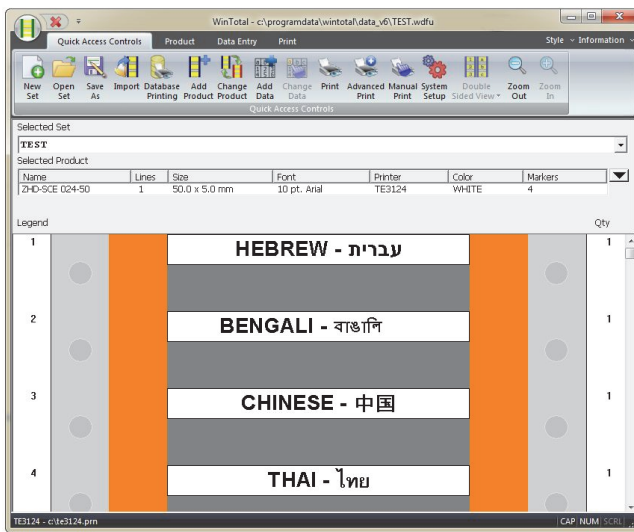 WinTotal - c:\programdata\wintotal\data_v6\TEST.wdfu
Quick Access Controls Product Data Entry Print Style Information
New Set Open Set Save As Import Database Printing Add Product Change Product Add Data Change Data Print Advanced Print Manual Print System Setup Double Sided View Zoom Out Zoom In
Quick Access Controls
Selected Set
TEST
Selected Product
Name Lines Size Font Printer Color Markers
ZHD-SCE 024-50 1 50.0 x 5.0 mm 10 pt. Arial TE3124 WHITE 4
Legend Qty
1 HEBREW - עברית 1
2 BENGALI - বাঙালি 1
3 CHINESE - 中国 1
4 THAI - ไทย 1
TE3124 - c:\te3124.prn CAP NUM SCRL